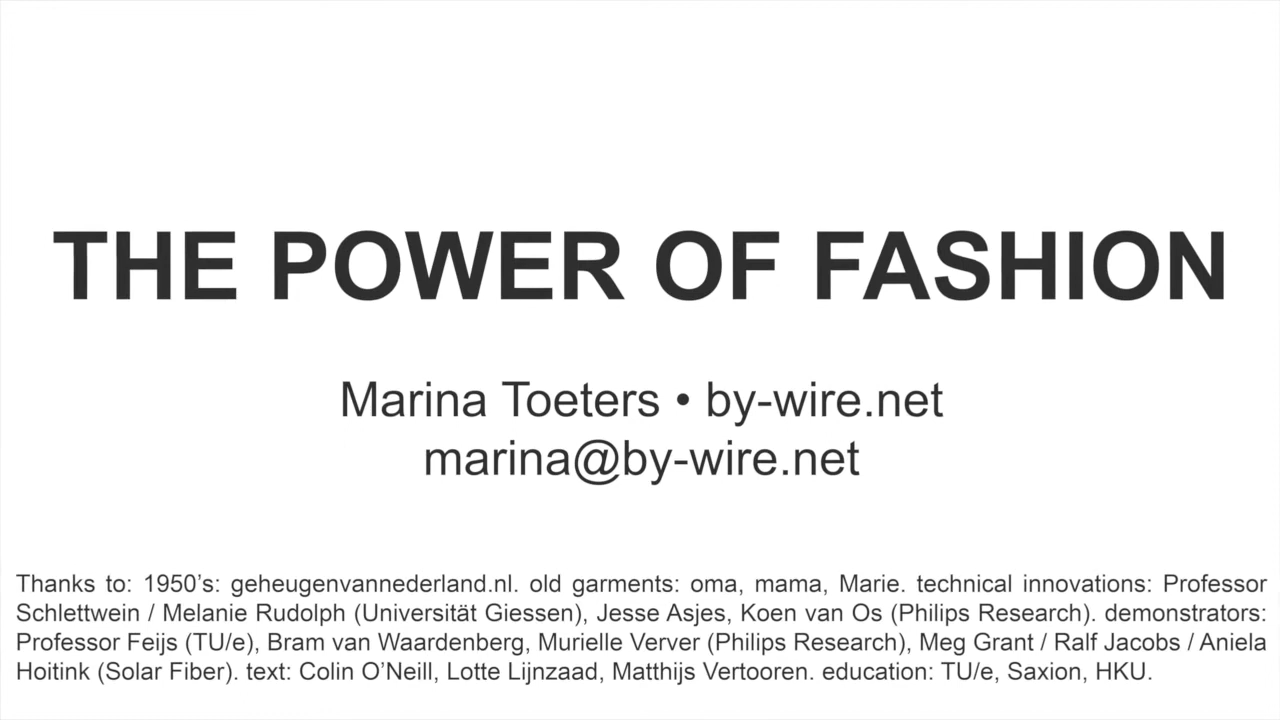 THE POWER OF FASHION
Marina Toeters • by-wire.net
marina@by-wire.net
Thanks to: 1950’s: geheugenvannederland.nl. old garments: oma, mama, Marie. technical innovations: Professor
Schlettwein / Melanie Rudolph (Universität Giessen), Jesse Asjes, Koen van Os (Philips Research). demonstrators:
Professor Feijs (TU/e), Bram van Waardenberg, Murielle Verver (Philips Research), Meg Grant / Ralf Jacobs / Aniela
Hoitink (Solar Fiber). text: Colin O’Neill, Lotte Lijnzaad, Matthijs Vertooren. education: TU/e, Saxion, HKU.